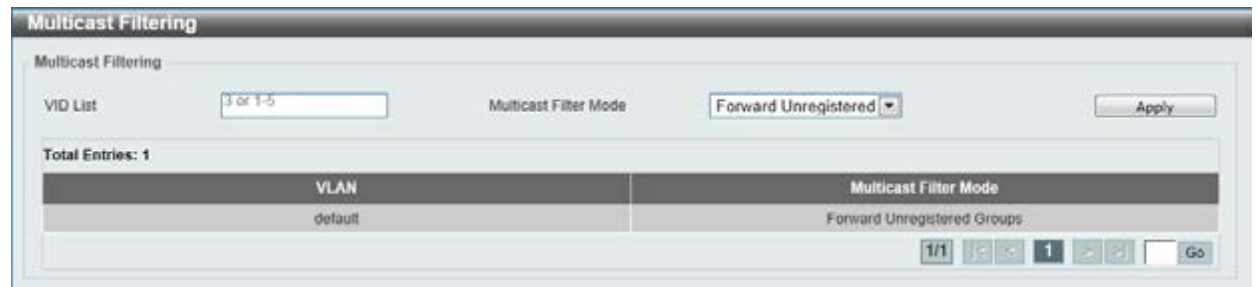 Multicast Filtering
Multicast Filtering
VID List 3 or 1-5 Multicast Filter Mode Forward Unregistered Apply
Total Entries: 1
VLAN Multicast Filter Mode
default Forward Unregistered Groups
1/1 |< < 1 > >| Go